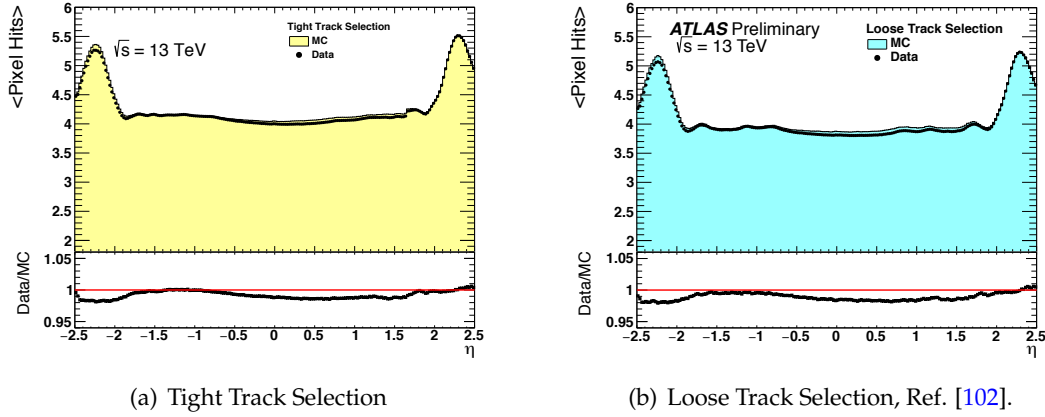 <Pixel Hits>
6
5.5
5
4.5
4
3.5
3
2.5
2
√s = 13 TeV
Tight Track Selection
MC
Data
Data/MC
1.05
1
0.95
−2.5 −2 −1.5 −1 −0.5 0 0.5 1 1.5 2 2.5
η
(a) Tight Track Selection
<Pixel Hits>
6
5.5
5
4.5
4
3.5
3
2.5
2
ATLAS Preliminary
√s = 13 TeV
Loose Track Selection
MC
Data
Data/MC
1.05
1
0.95
−2.5 −2 −1.5 −1 −0.5 0 0.5 1 1.5 2 2.5
η
(b) Loose Track Selection, Ref. [102].